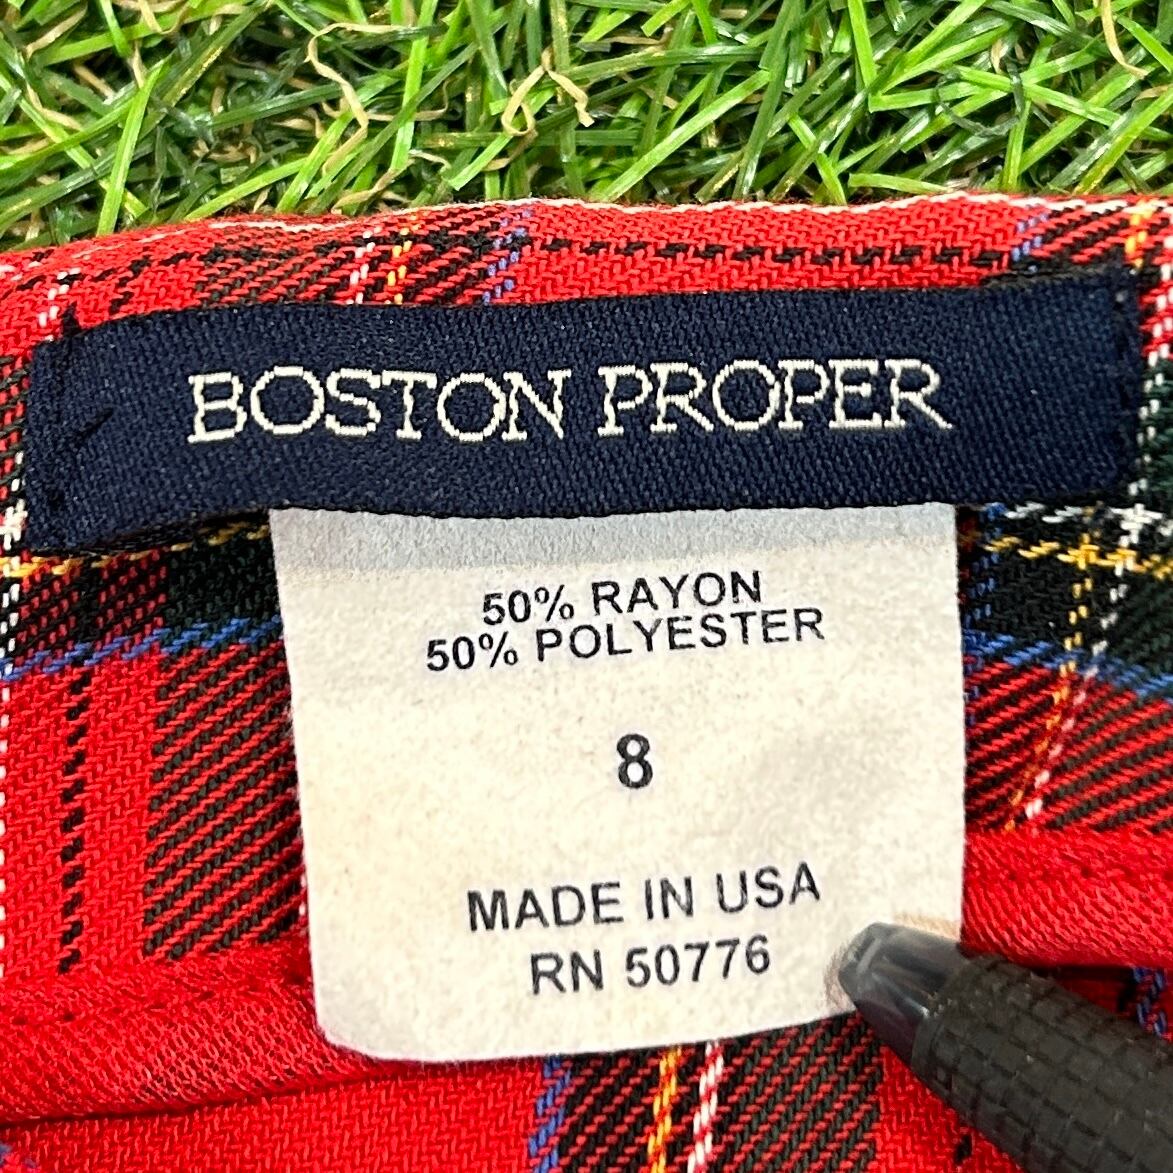 BOSTON PROPER
50% RAYON
50% POLYESTER
8
MADE IN USA
RN 50776